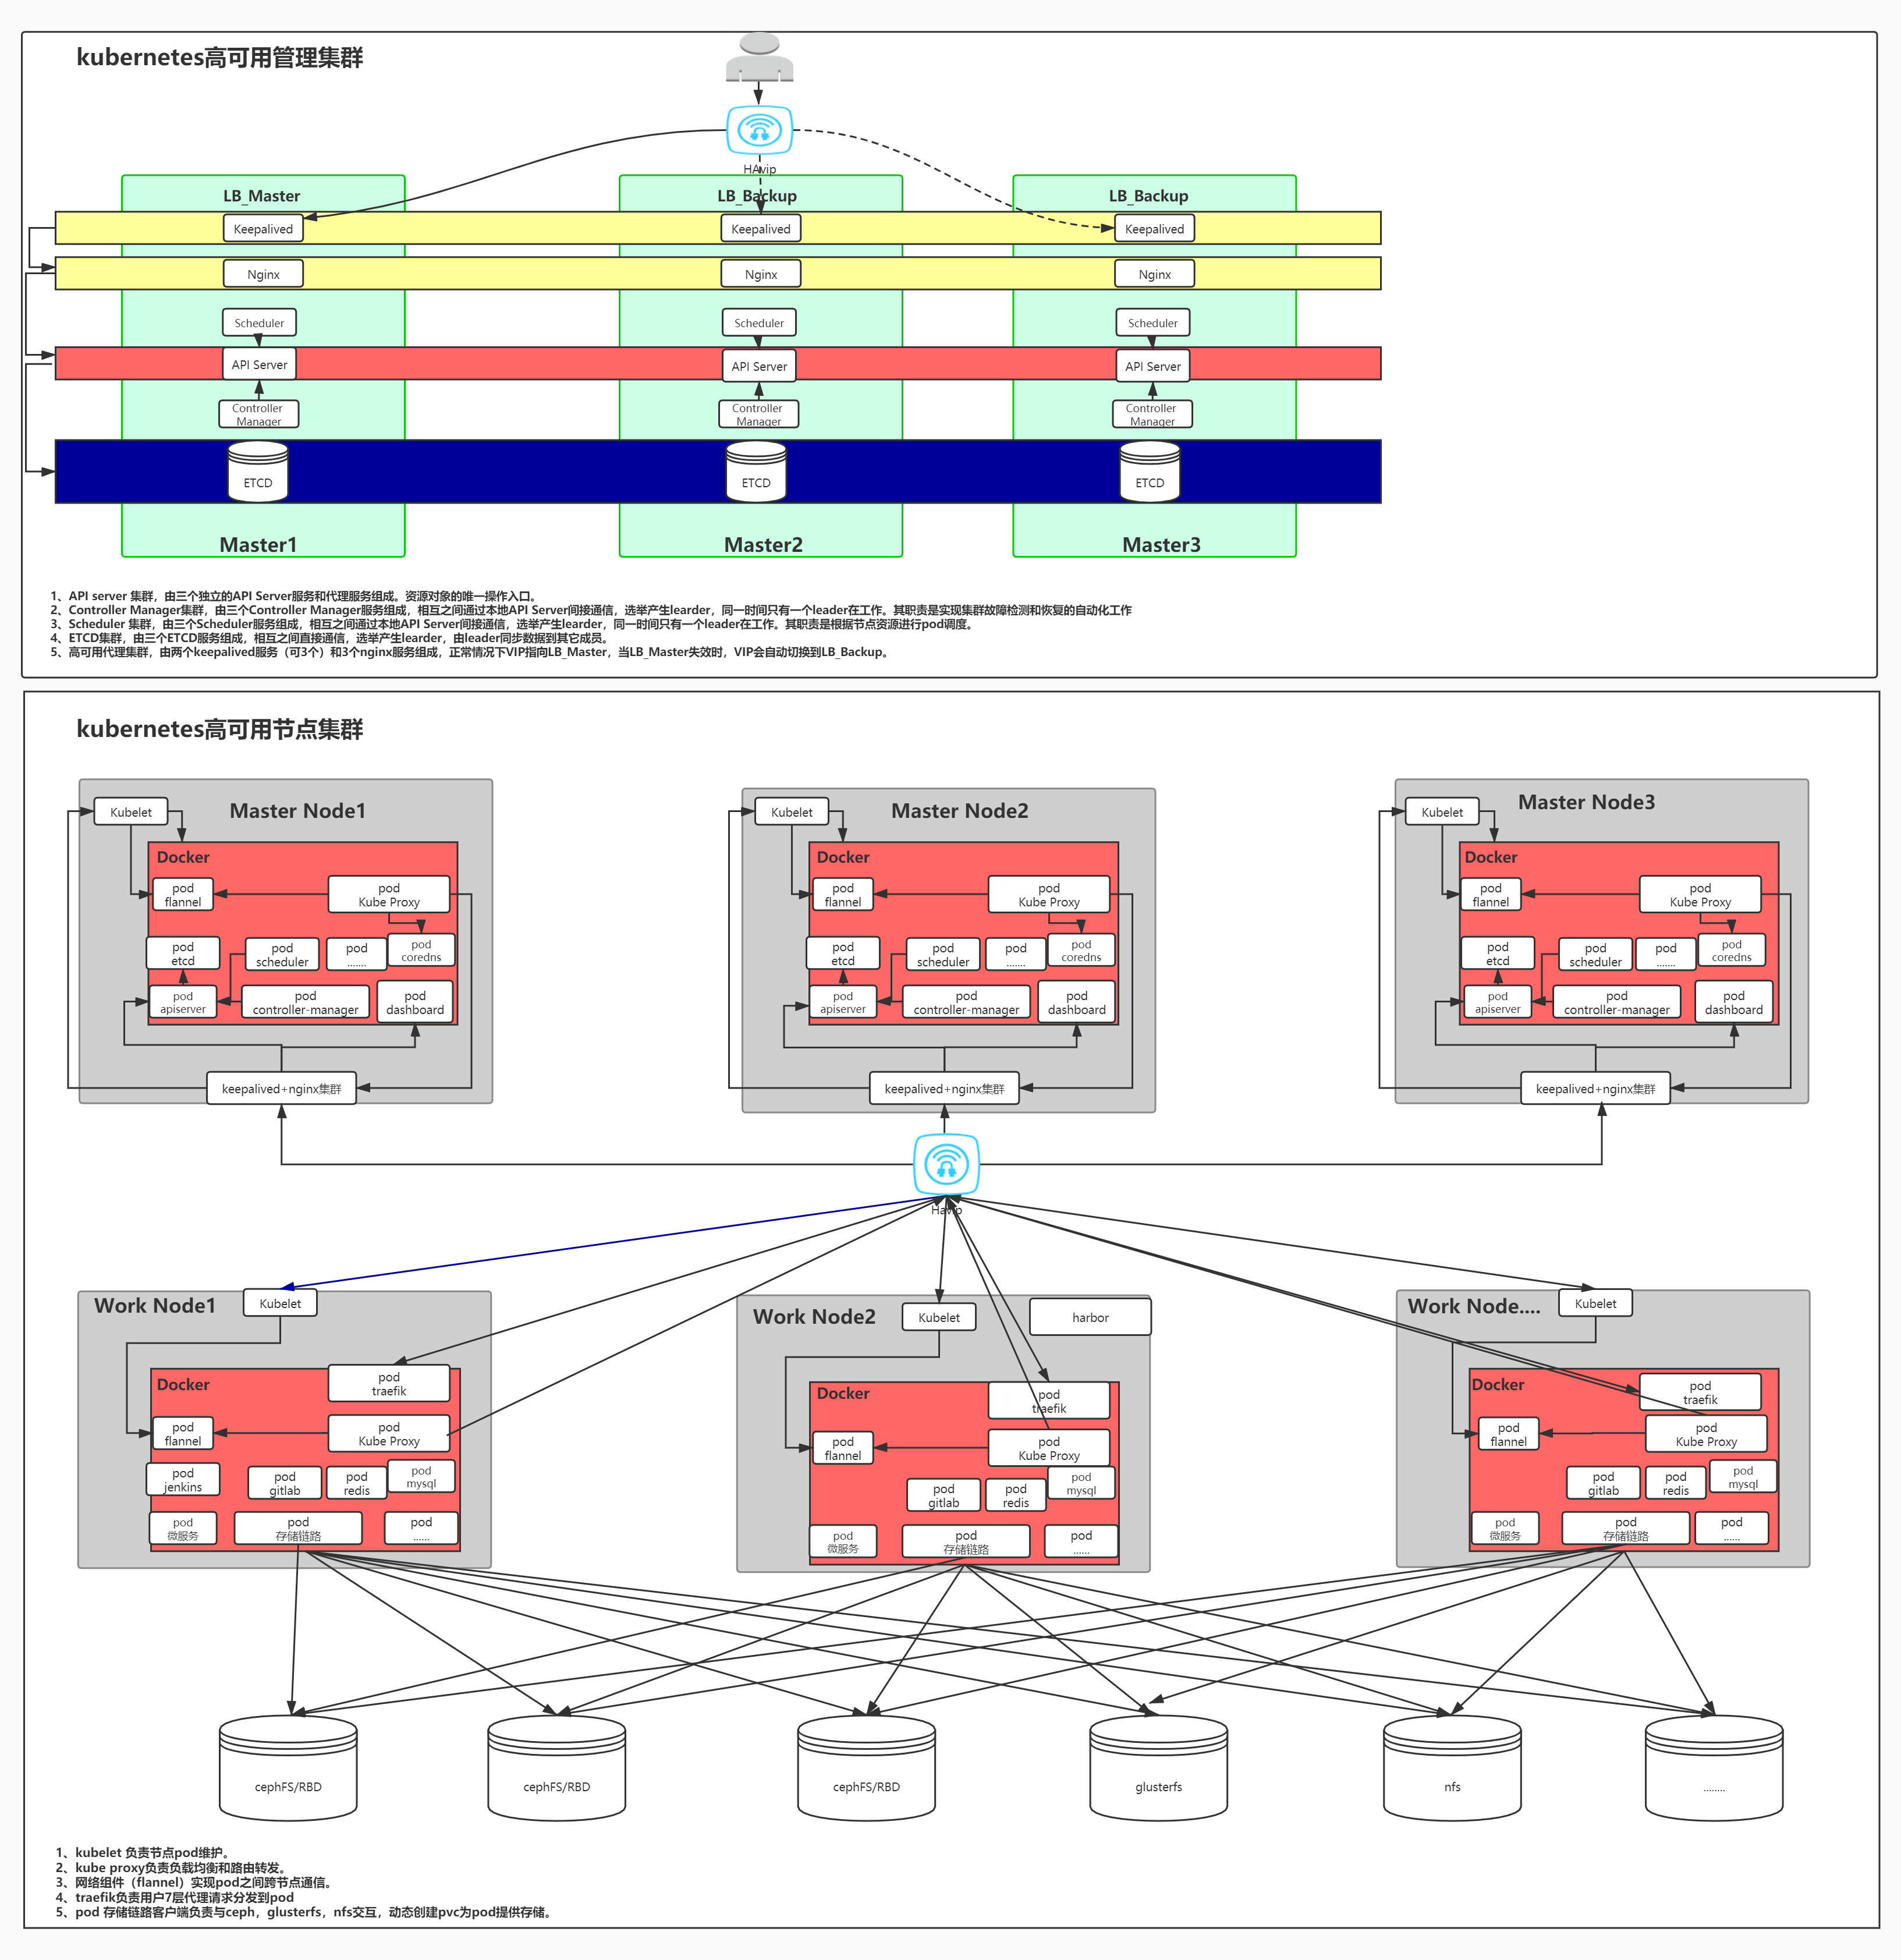 kubernetes高可用管理集群
HAvip
LB_Master
LB_Backup
LB_Backup
Keepalived
Keepalived
Keepalived
Nginx
Nginx
Nginx
Scheduler
Scheduler
Scheduler
API Server
API Server
API Server
Controller
Manager
Controller
Manager
Controller
Manager
ETCD
ETCD
ETCD
Master1
Master2
Master3
1、API server 集群，由三个独立的API Server服务和代理服务组成。资源对象的唯一操作入口。
2、Controller Manager集群，由三个Controller Manager服务组成，相互之间通过本地API Server间接通信，选举产生learder，同一时间只有一个leader在工作。其职责是实现集群故障检测和恢复的自动化工作
3、Scheduler 集群，由三个Scheduler服务组成，相互之间通过本地API Server间接通信，选举产生learder，同一时间只有一个leader在工作。其职责是根据节点资源进行pod调度。
4、ETCD集群，由三个ETCD服务组成，相互之间直接通信，选举产生learder，由leader同步数据到其它成员。
5、高可用代理集群，由两个keepalived服务（可3个）和3个nginx服务组成，正常情况下VIP指向LB_Master，当LB_Master失效时，VIP会自动切换到LB_Backup。
kubernetes高可用节点集群
Kubelet
Master Node1
Docker
pod
flannel
pod
Kube Proxy
pod
etcd
pod
scheduler
pod
.......
pod
coredns
pod
apiserver
pod
controller-manager
pod
dashboard
keepalived+nginx集群
Kubelet
Master Node2
Docker
pod
flannel
pod
Kube Proxy
pod
etcd
pod
scheduler
pod
.......
pod
coredns
pod
apiserver
pod
controller-manager
pod
dashboard
keepalived+nginx集群
Kubelet
Master Node3
Docker
pod
flannel
pod
Kube Proxy
pod
etcd
pod
scheduler
pod
.......
pod
coredns
pod
apiserver
pod
controller-manager
pod
dashboard
keepalived+nginx集群
Havip
Work Node1
Kubelet
Docker
pod
traefik
pod
flannel
pod
Kube Proxy
pod
jenkins
pod
gitlab
pod
redis
pod
mysql
pod
微服务
pod
存储链路
pod
......
Work Node2
Kubelet
harbor
Docker
pod
traefik
pod
flannel
pod
Kube Proxy
pod
gitlab
pod
redis
pod
mysql
pod
微服务
pod
存储链路
pod
......
Work Node....
Kubelet
Docker
pod
traefik
pod
flannel
pod
Kube Proxy
pod
gitlab
pod
redis
pod
mysql
pod
微服务
pod
存储链路
pod
......
cephFS/RBD
cephFS/RBD
cephFS/RBD
glusterfs
nfs
........
1、kubelet 负责节点pod维护。
2、kube proxy负责负载均衡和路由转发。
3、网络组件（flannel）实现pod之间跨节点通信。
4、traefik负责用户7层代理请求分发到pod
5、pod 存储链路客户端负责与ceph，glusterfs，nfs交互，动态创建pvc为pod提供存储。